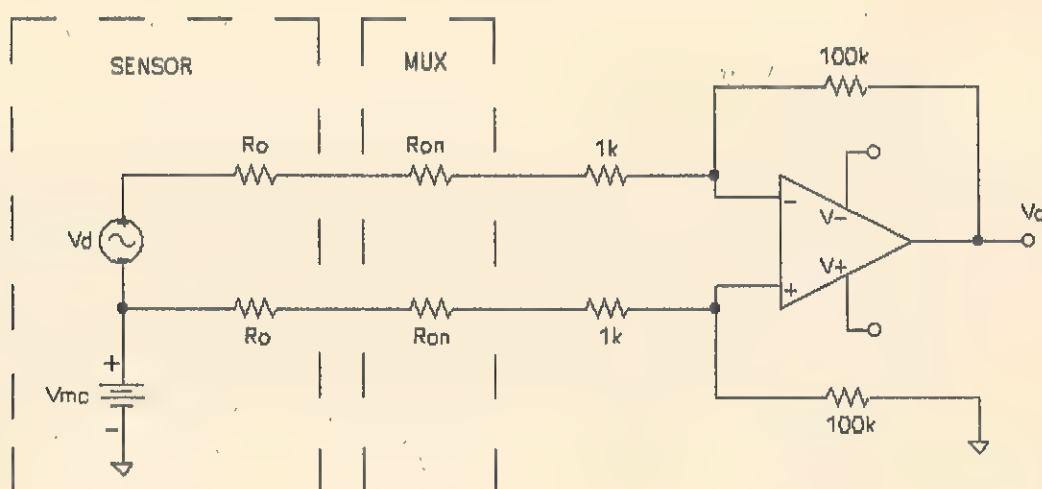 SENSOR
MUX
100k
Ro
Ron
1k
Vd
-
V-
Vo
V+
+
Ro
Ron
1k
+
Vmc
-
100k